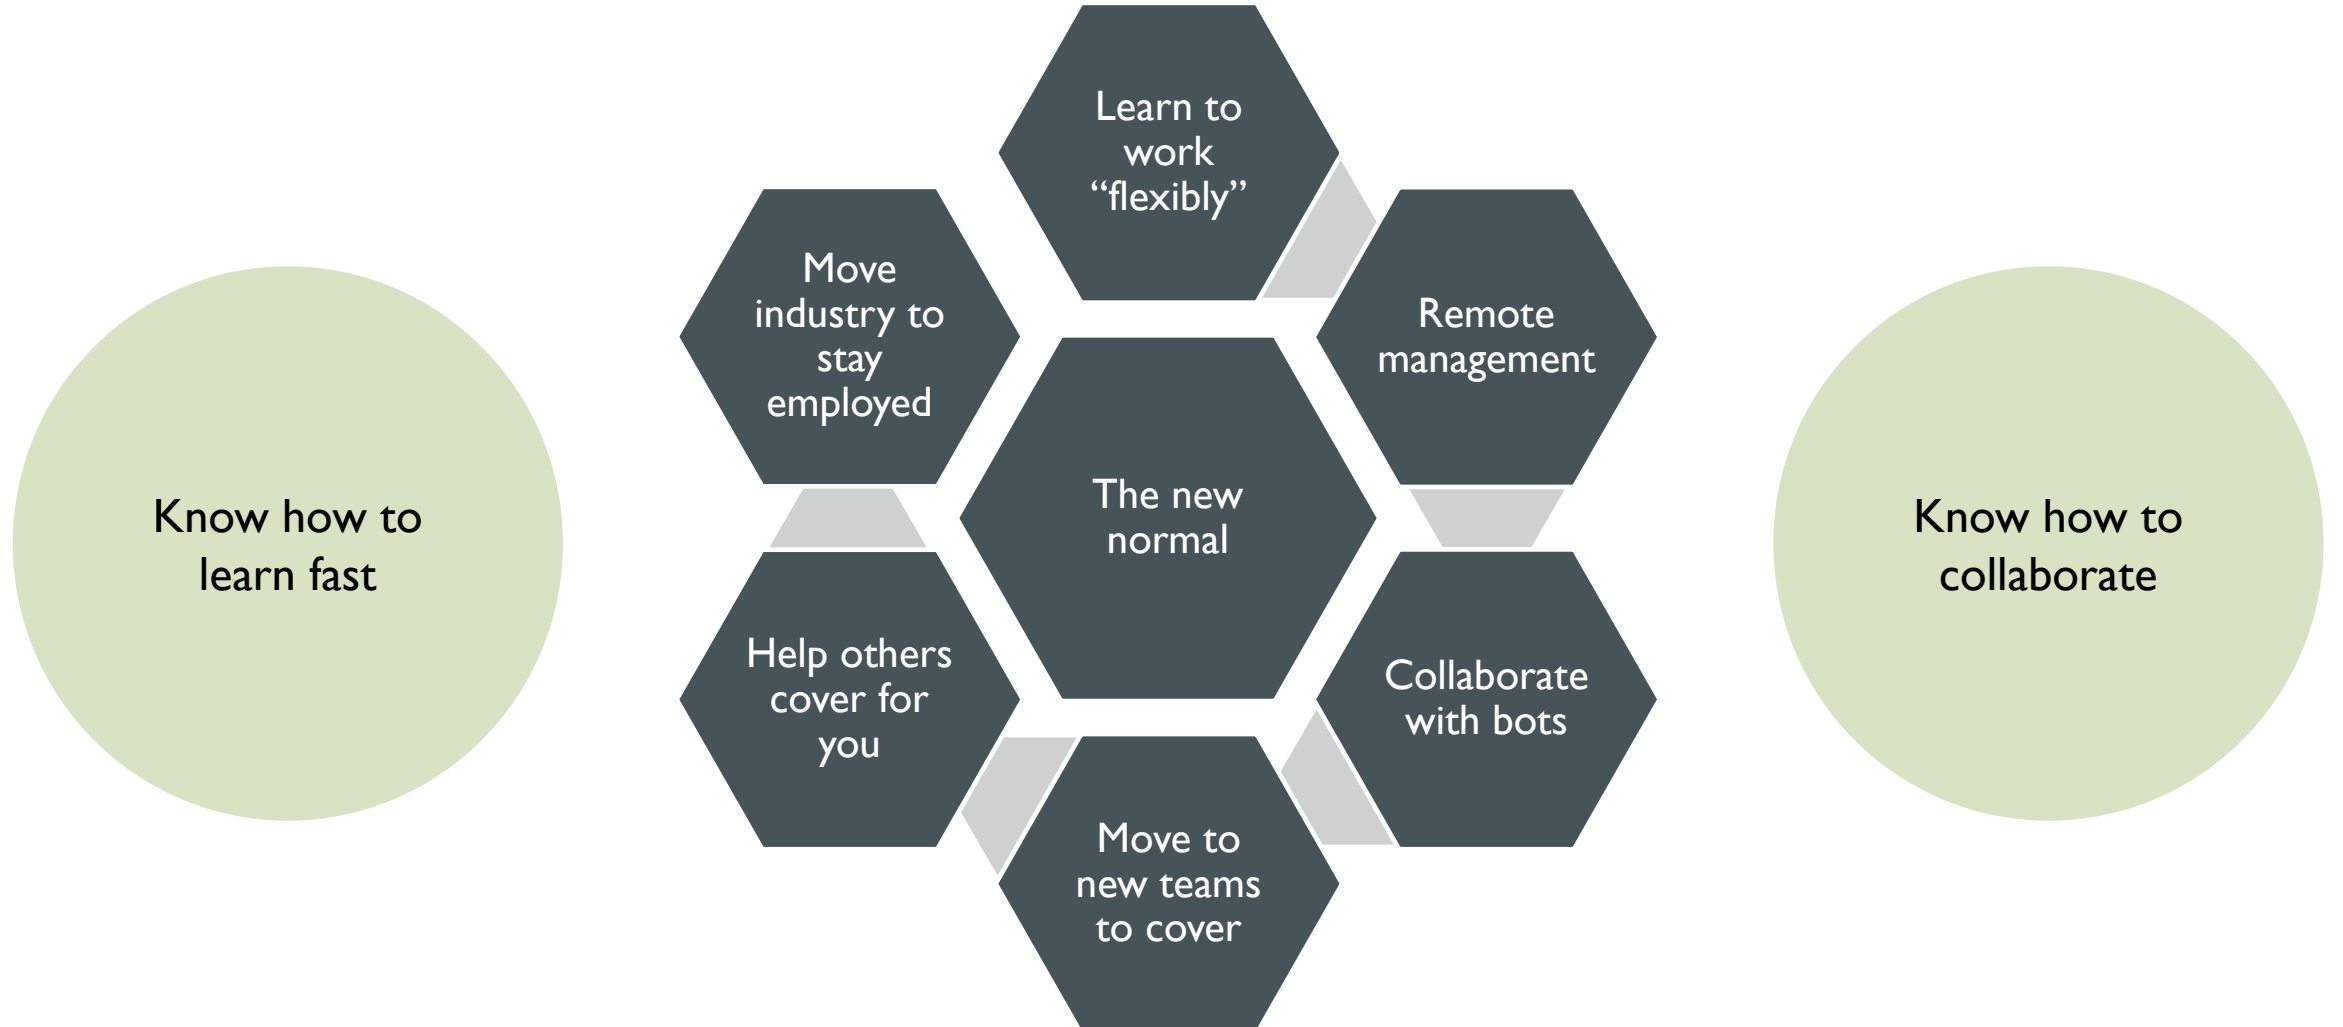 Learn to
work
“flexibly”
Move
industry to
stay
employed
Remote
management
The new
normal
Know how to
learn fast
Know how to
collaborate
Help others
cover for
you
Collaborate
with bots
Move to
new teams
to cover